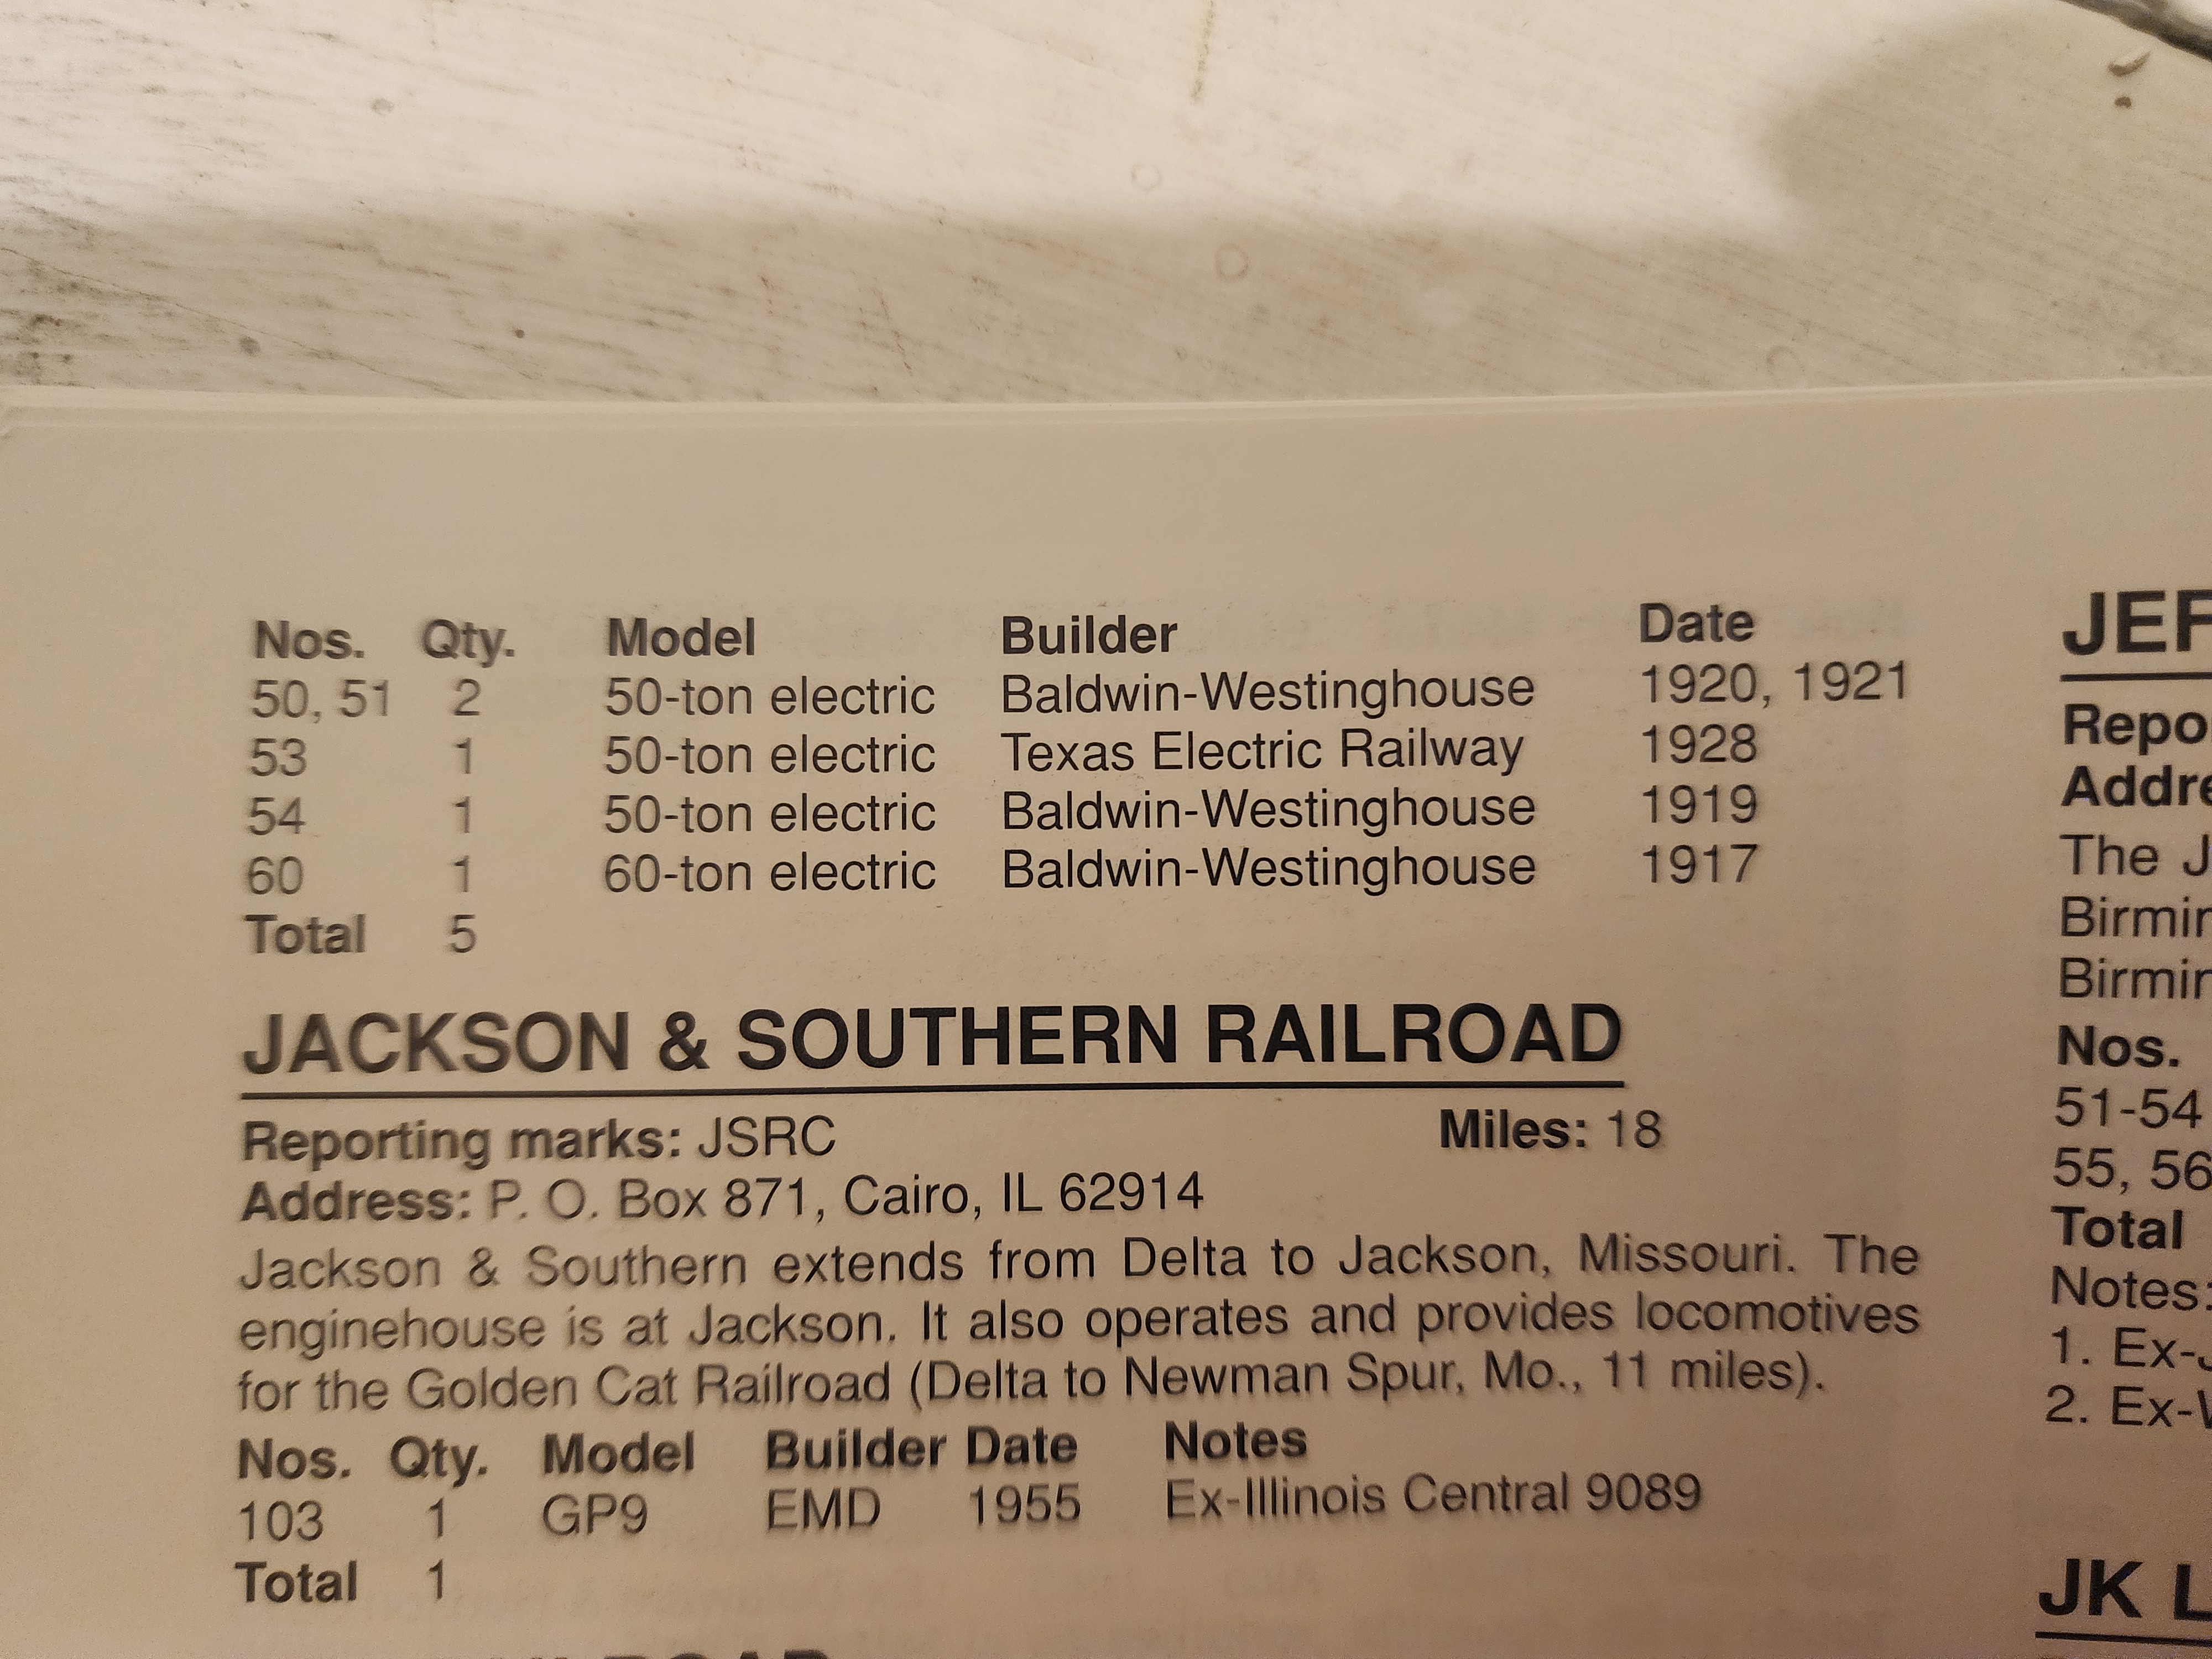 Nos. Qty. Model Builder Date
50, 51 2 50-ton electric Baldwin-Westinghouse 1920, 1921
53 1 50-ton electric Texas Electric Railway 1928
54 1 50-ton electric Baldwin-Westinghouse 1919
60 1 60-ton electric Baldwin-Westinghouse 1917
Total 5
JACKSON & SOUTHERN RAILROAD
Reporting marks: JSRC Miles: 18
Address: P. O. Box 871, Cairo, IL 62914
Jackson & Southern extends from Delta to Jackson, Missouri. The
enginehouse is at Jackson. It also operates and provides locomotives
for the Golden Cat Railroad (Delta to Newman Spur, Mo., 11 miles).
Nos. Qty. Model Builder Date Notes
103 1 GP9 EMD 1955 Ex-Illinois Central 9089
Total 1
The
Nos.
51-54
55, 56
Total
Notes:
1. Ex-
2. Ex-
JK